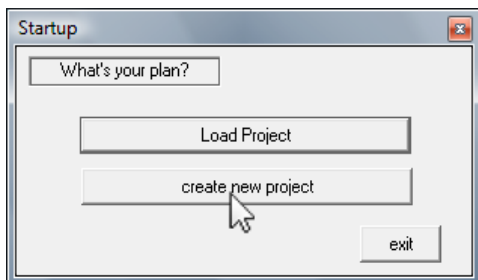 Startup
What's your plan?
Load Project
create new project
exit